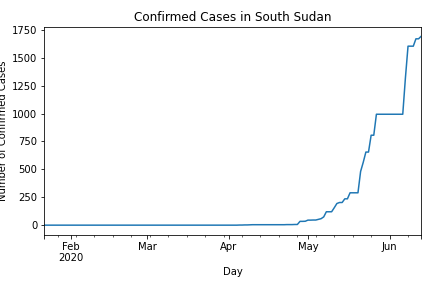 Confirmed Cases in South Sudan
1750
1500
1250
1000
750
500
250
0
Number of Confirmed Cases
Feb
2020
Mar
Apr
May
Jun
Day